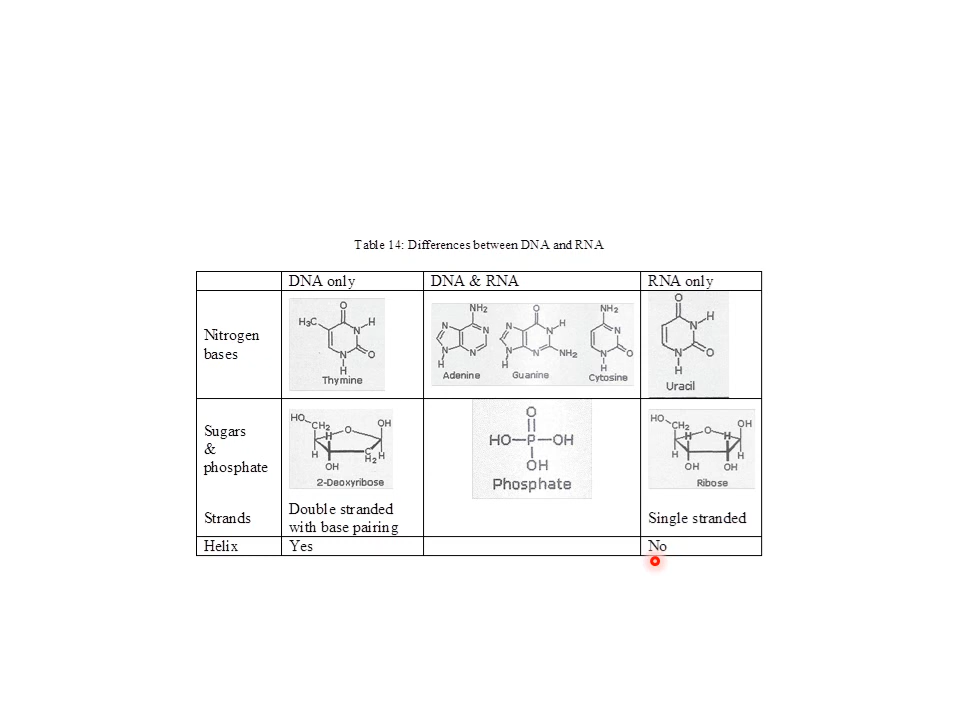 Table 14: Differences between DNA and RNA
DNA only DNA & RNA RNA only
Nitrogen
bases
O
H₃C
N
H
N
O
H
Thymine
NH₂
N
N
N
N
H
Adenine
O
N
N
H
N
N
NH₂
H
Guanine
NH₂
N
N
O
H
Cytosine
O
N
H
N
O
H
Uracil
Sugars
&
phosphate
HO
CH₂
O
OH
H
H
H
C
H₂
H
OH
2-Deoxyribose
O
HO—P—OH
OH
Phosphate
HO
CH₂
O
OH
H
H
H
H
OH OH
Ribose
Strands
Double stranded
with base pairing
Single stranded
Helix Yes No